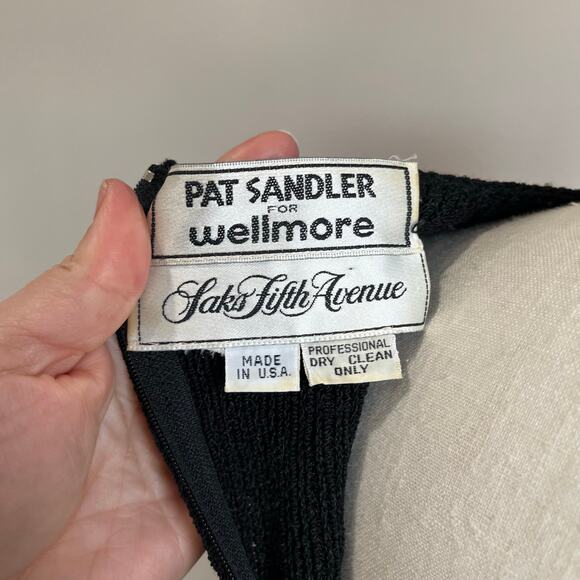 PAT SANDLER
FOR
wellmore
Saks Fifth Avenue
MADE
IN U.S.A.
PROFESSIONAL
DRY CLEAN
ONLY